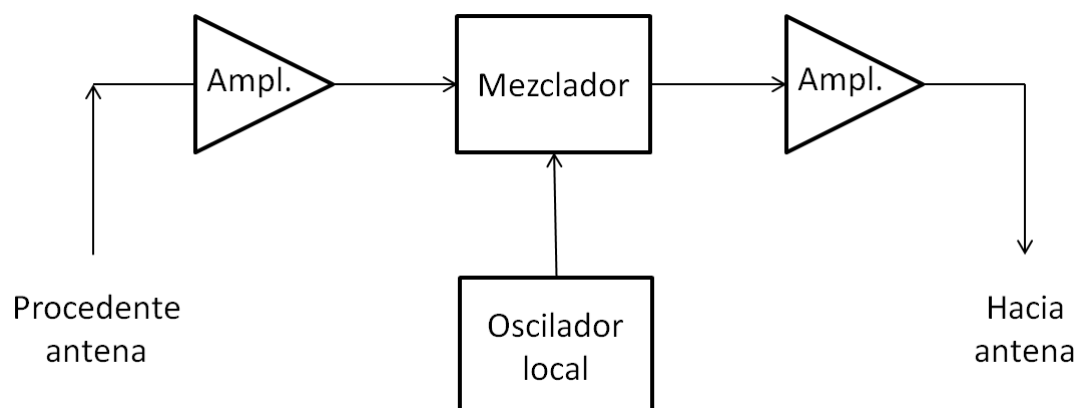 Ampl.
Mezclador
Ampl.
Procedente
antena
Oscilador
local
Hacia
antena